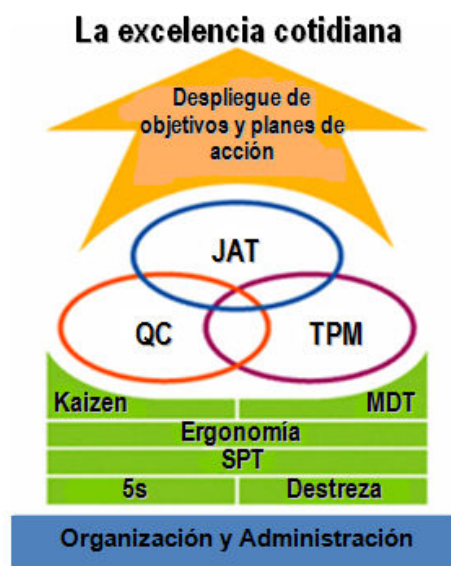 La excelencia cotidiana
Despliegue de
objetivos y planes de
acción
JAT
QC TPM
Kaizen MDT
Ergonomía
SPT
5s Destreza
Organización y Administración